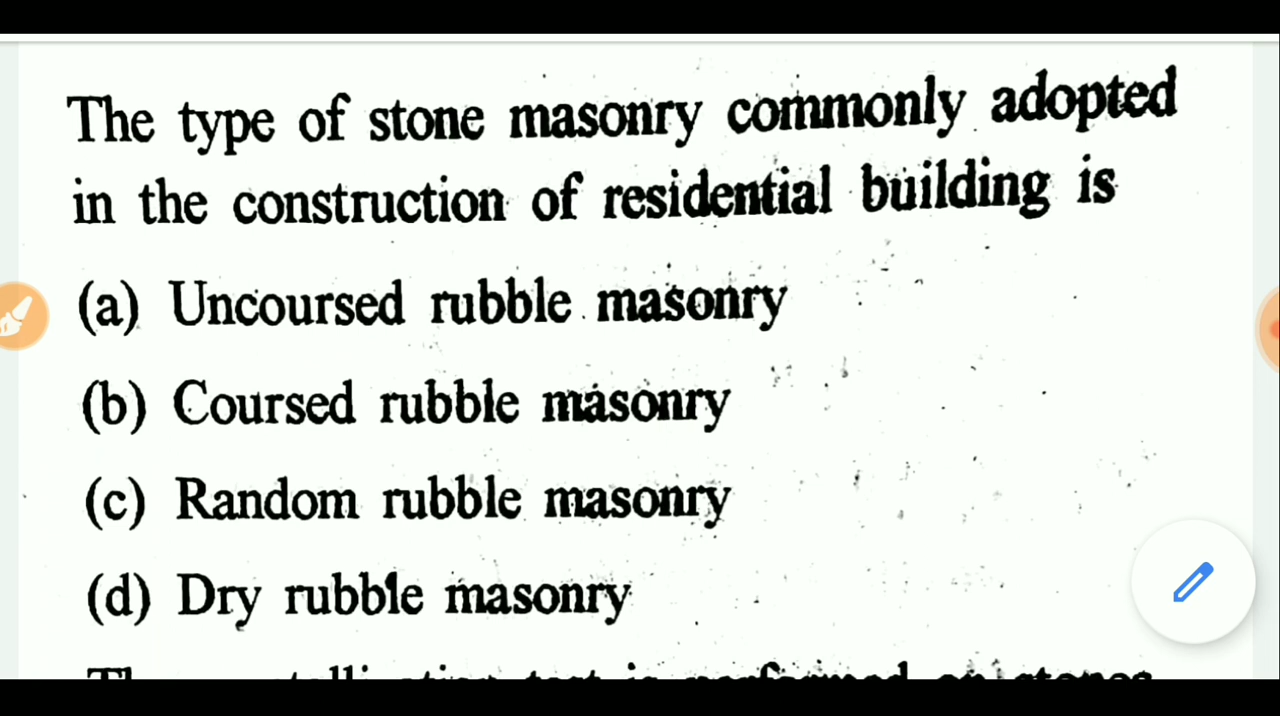 The type of stone masonry commonly adopted
in the construction of residential building is
(a) Uncoursed rubble masonry
(b) Coursed rubble masonry
(c) Random rubble masonry
(d) Dry rubble masonry